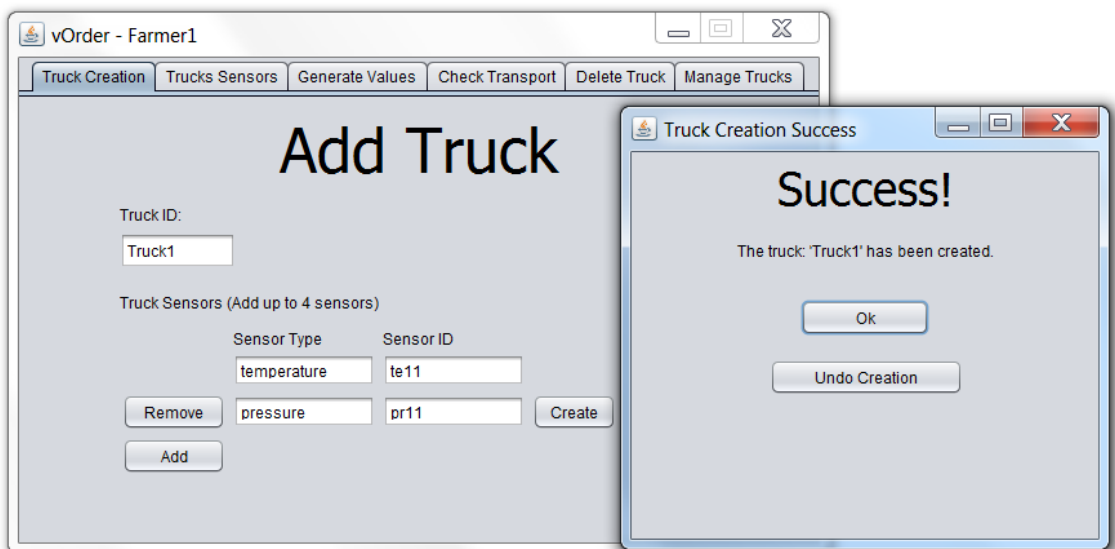 vOrder - Farmer1
Truck Creation Trucks Sensors Generate Values Check Transport Delete Truck Manage Trucks
Add Truck
Truck ID:
Truck1
Truck Sensors (Add up to 4 sensors)
Sensor Type Sensor ID
temperature te11
Remove pressure pr11 Create
Add
Truck Creation Success
Success!
The truck: 'Truck1' has been created.
Ok
Undo Creation